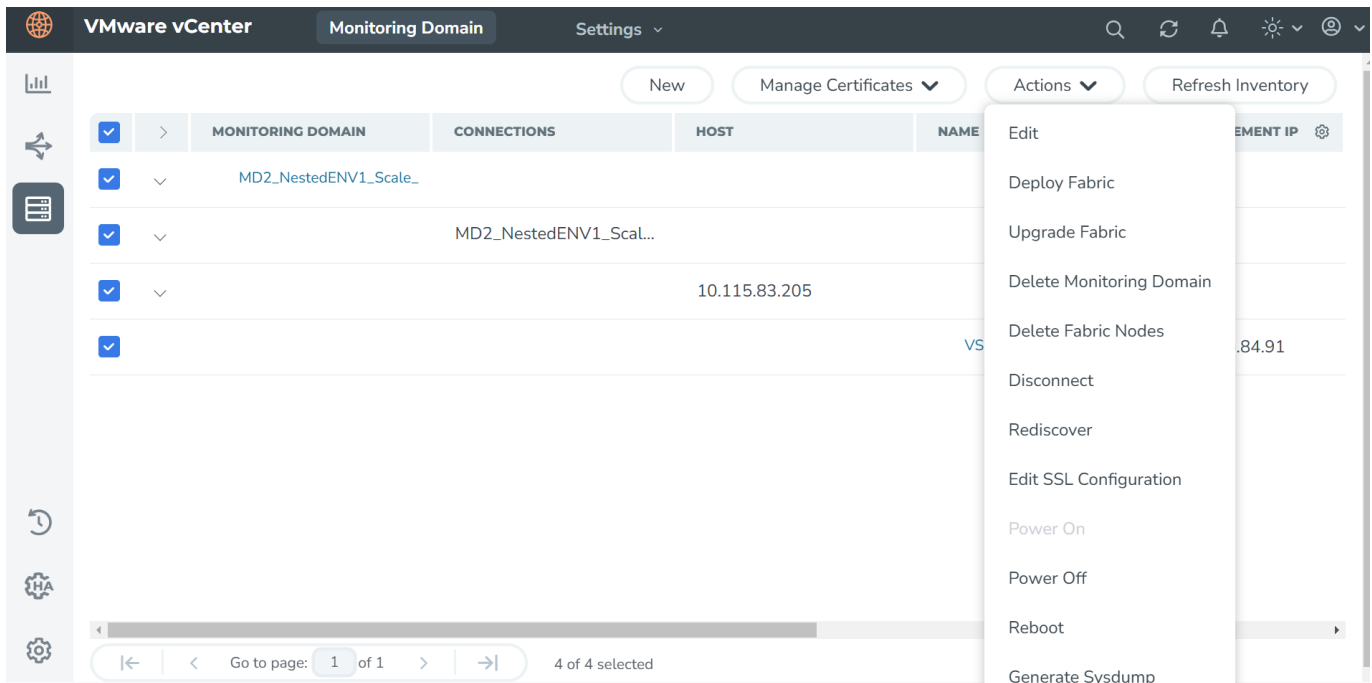 VMware vCenter Monitoring Domain Settings
New Manage Certificates Actions Refresh Inventory
MONITORING DOMAIN CONNECTIONS HOST NAME EMENT IP
MD2_NestedENV1_Scale_
MD2_NestedENV1_Scal...
10.115.83.205
VS .84.91
Edit
Deploy Fabric
Upgrade Fabric
Delete Monitoring Domain
Delete Fabric Nodes
Disconnect
Rediscover
Edit SSL Configuration
Power On
Power Off
Reboot
Generate Sysdump
HA
Go to page: 1 of 1 4 of 4 selected